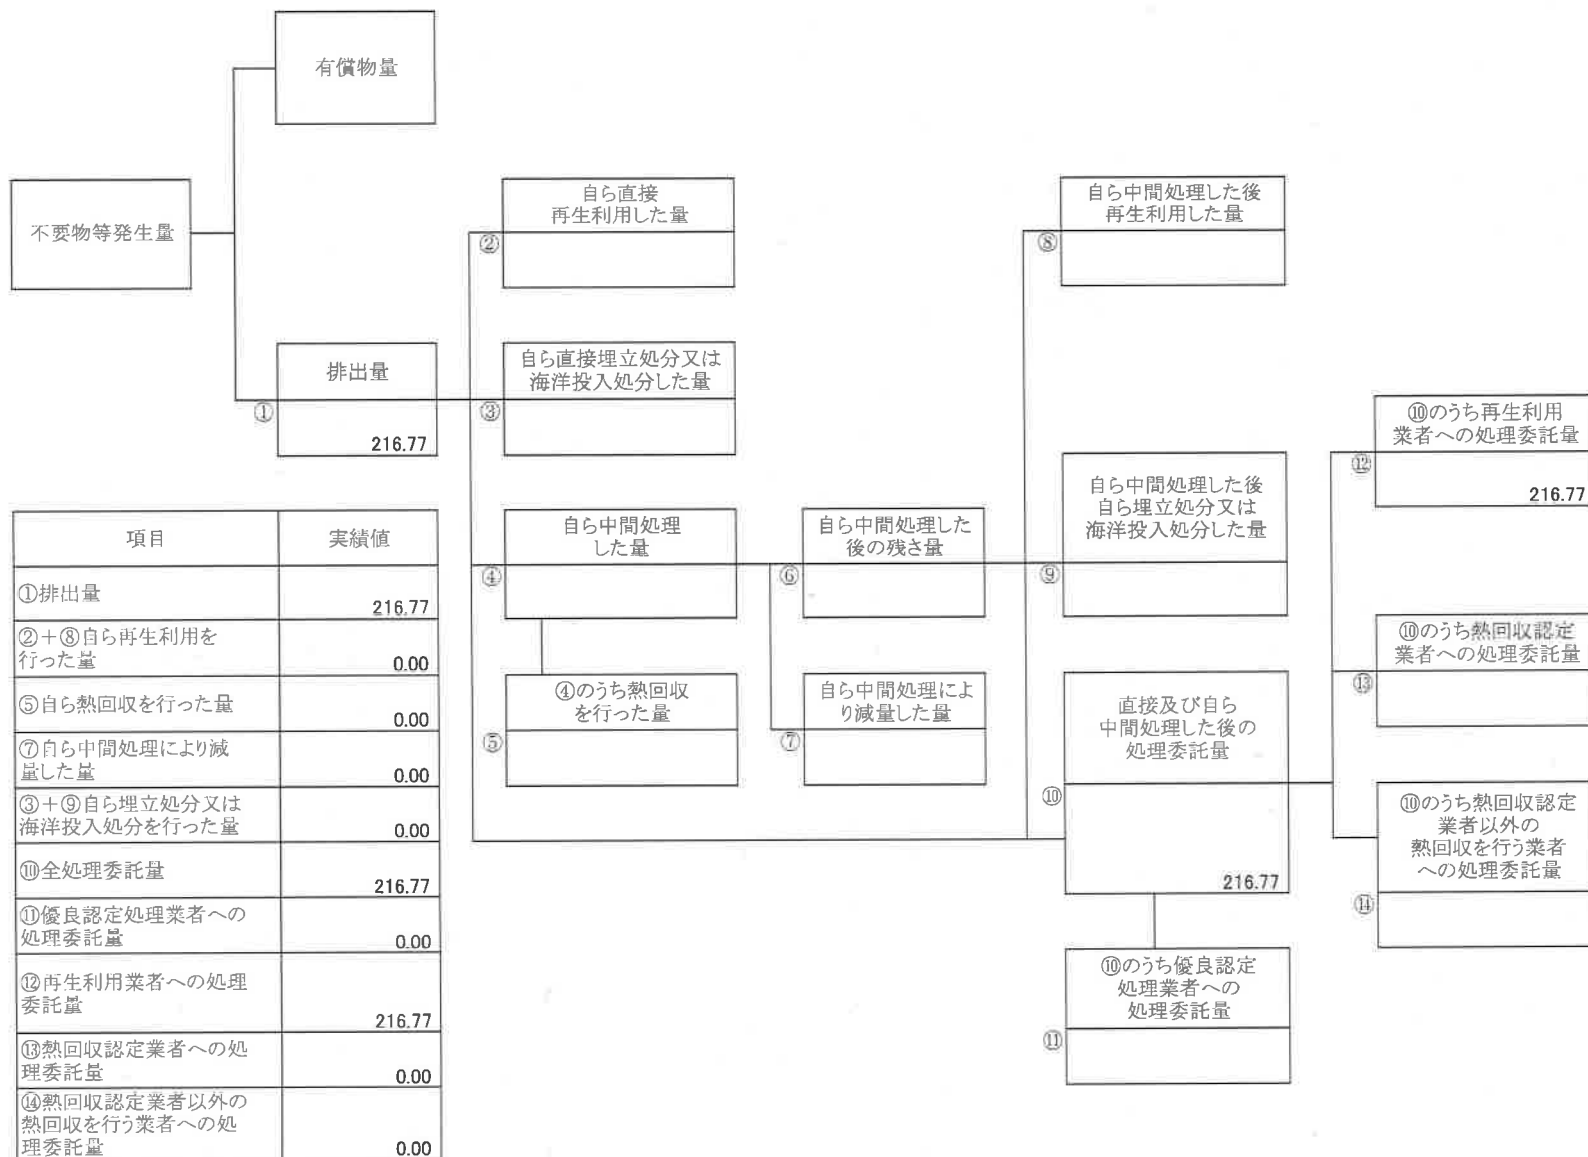 有償物量
不要物等発生量
排出量
①
216.77
自ら直接
再生利用した量
②
自ら直接埋立処分又は
海洋投入処分した量
③
自ら中間処理
した量
④
④のうち熱回収
を行った量
⑤
自ら中間処理した
後の残さ量
⑥
自ら中間処理によ
り減量した量
⑦
自ら中間処理した後
再生利用した量
⑧
自ら中間処理した後
自ら埋立処分又は
海洋投入処分した量
⑨
直接及び自ら
中間処理した後の
処理委託量
⑩
216.77
⑩のうち優良認定
処理業者への
処理委託量
⑪
⑩のうち再生利用
業者への処理委託量
⑫
216.77
⑩のうち熱回収認定
業者への処理委託量
⑬
⑩のうち熱回収認定
業者以外の
熱回収を行う業者
への処理委託量
⑭
項目 実績値
①排出量
216.77
②+⑧自ら再生利用を
行った量
0.00
⑤自ら熱回収を行った量
0.00
⑦自ら中間処理により減
量した量
0.00
③+⑨自ら埋立処分又は
海洋投入処分を行った量
0.00
⑩全処理委託量
216.77
⑪優良認定処理業者への
処理委託量
0.00
⑫再生利用業者への処理
委託量
216.77
⑬熱回収認定業者への処
理委託量
0.00
⑭熱回収認定業者以外の
熱回収を行う業者への処
理委託量
0.00